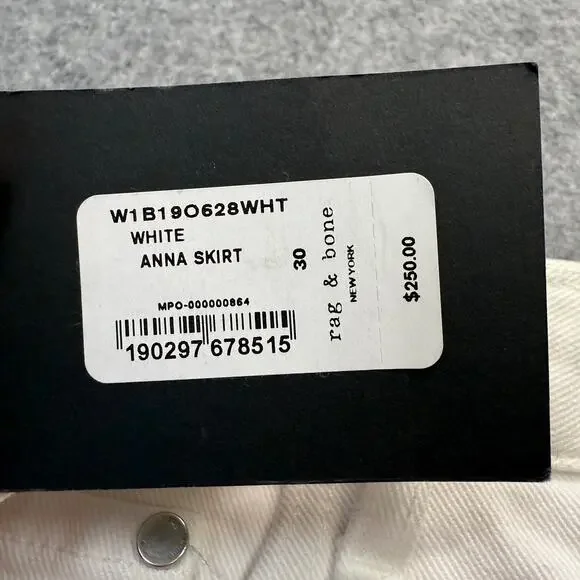 W1B19O628WHT
WHITE
ANNA SKIRT
30
MPO-000000864
190297 678515
rag & bone
NEW YORK
$250.00